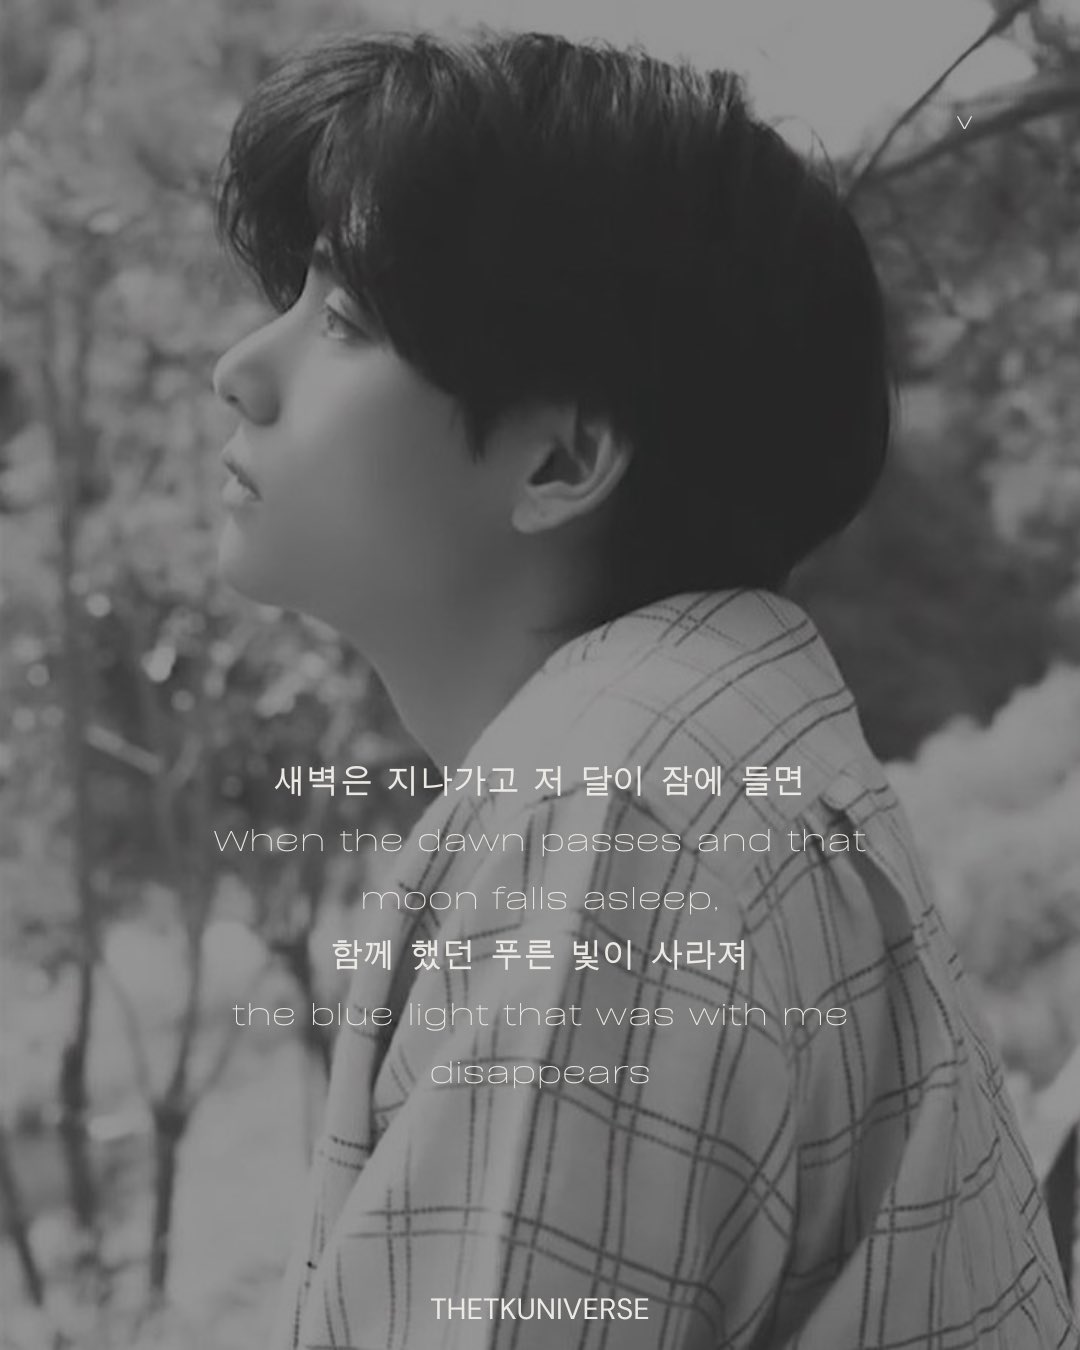 V
새벽은 지나가고 저 달이 잠에 들면
When the dawn passes and that
moon falls asleep,
함께 했던 푸른 빛이 사라져
the blue light that was with me
disappears
THETKUNIVERSE